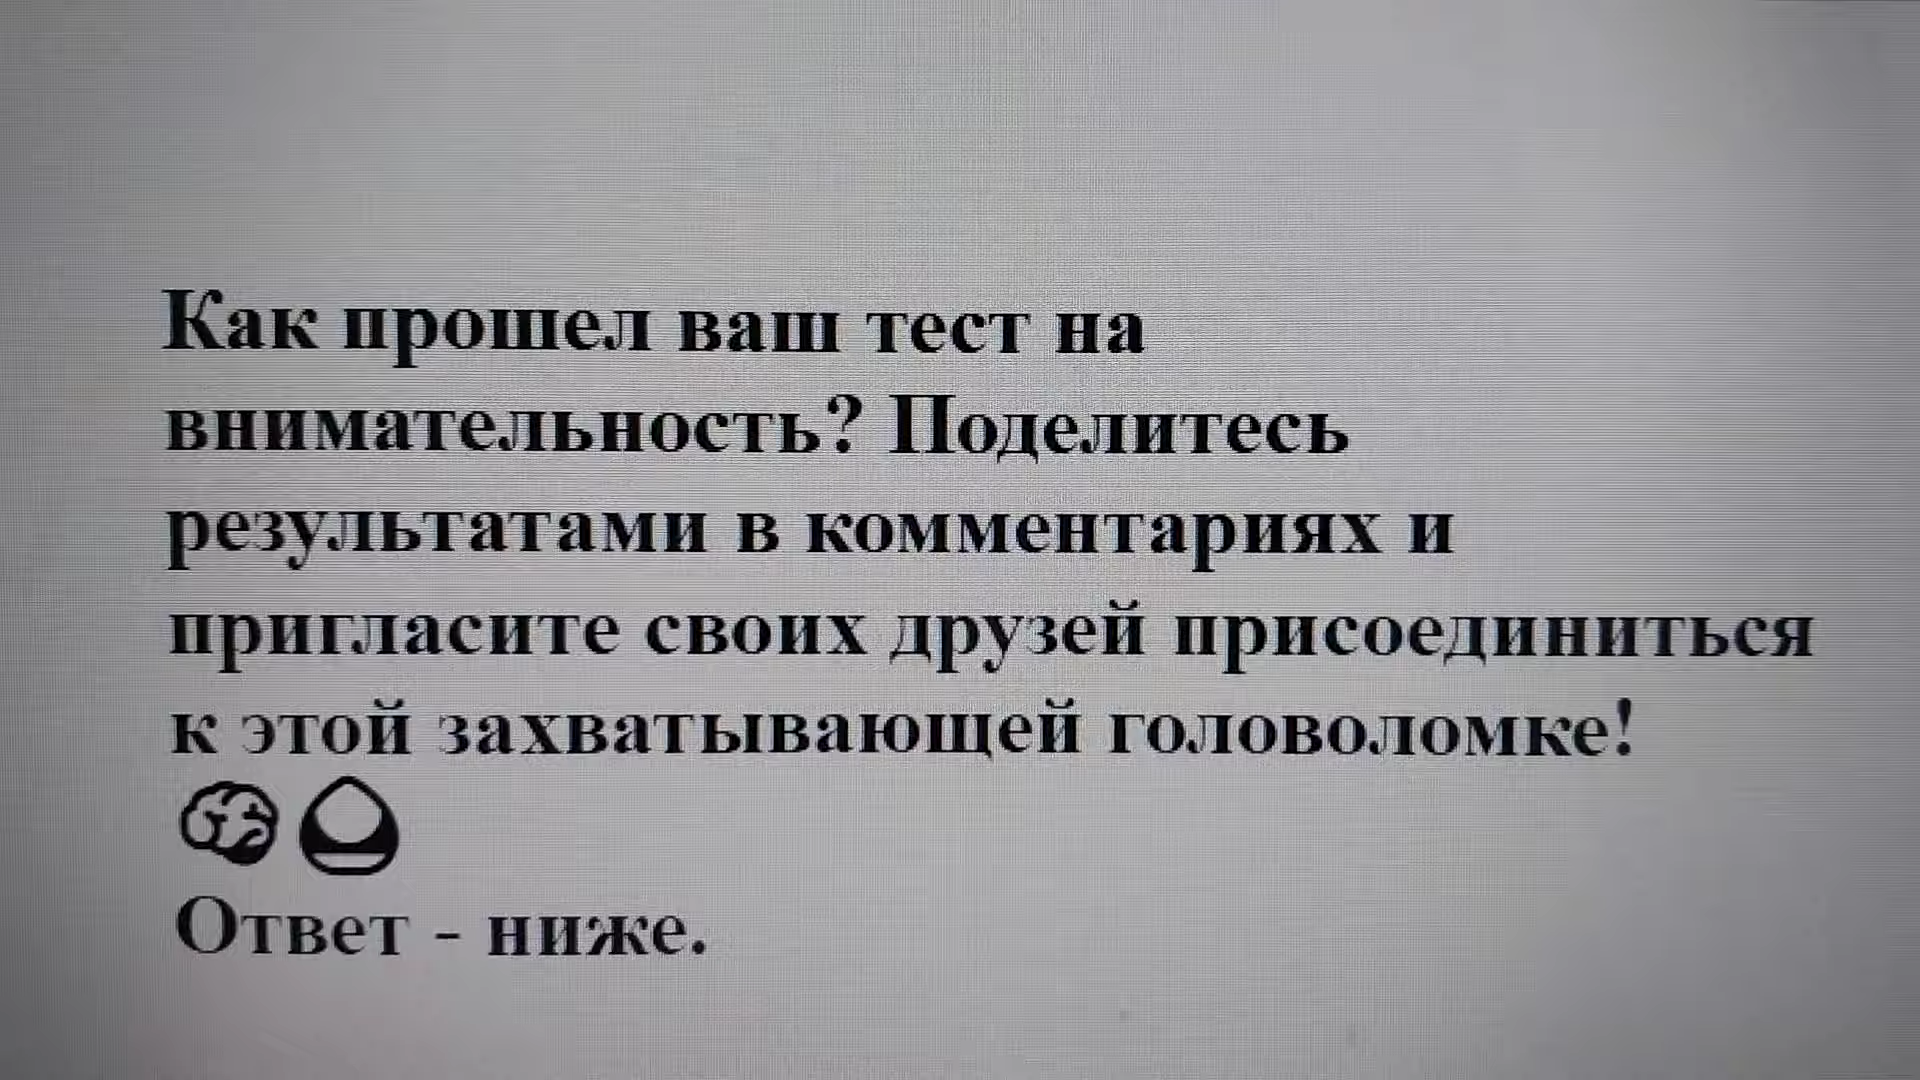 Как прошел ваш тест на
внимательность? Поделитесь
результатами в комментариях и
пригласите своих друзей присоединиться
к этой захватывающей головоломке!
Ответ - ниже.